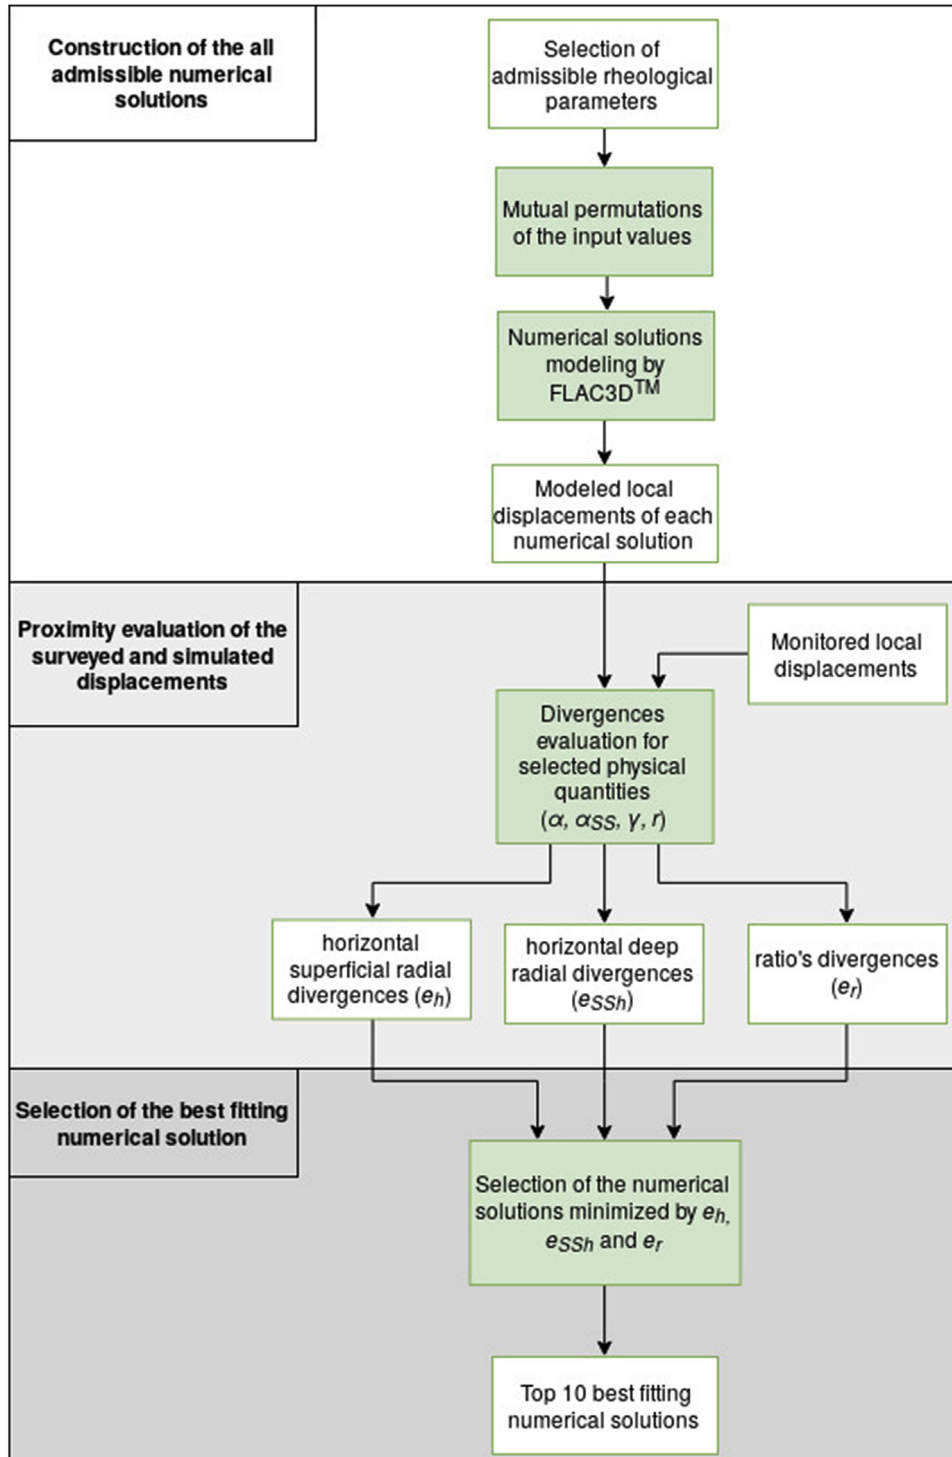 Construction of the all
admissible numerical
solutions
Selection of
admissible rheological
parameters
Mutual permutations
of the input values
Numerical solutions
modeling by
FLAC3D™
Modeled local
displacements of each
numerical solution
Proximity evaluation of the
surveyed and simulated
displacements
Monitored local
displacements
Divergences
evaluation for
selected physical
quantities
(α, αSS, γ, r)
horizontal
superficial radial
divergences (eh)
horizontal deep
radial divergences
(eSSh)
ratio's divergences
(er)
Selection of the best fitting
numerical solution
Selection of the numerical
solutions minimized by eh,
eSSh and er
Top 10 best fitting
numerical solutions